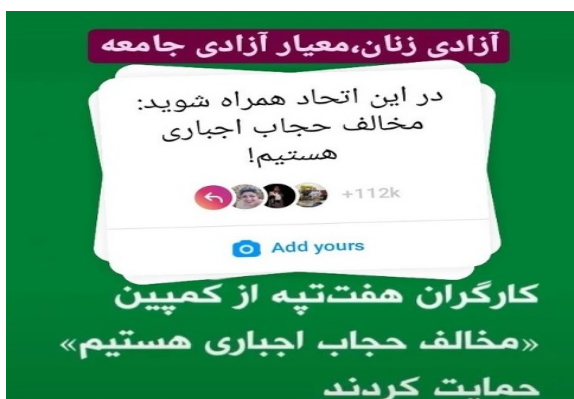 آزادی زنان،معیار آزادی جامعه
در این اتحاد همراه شوید:
مخالف حجاب اجباری
هستیم!
+112k
Add yours
کارگران هفت‌تپه از کمپین
«مخالف حجاب اجباری هستیم»
حمایت کردند